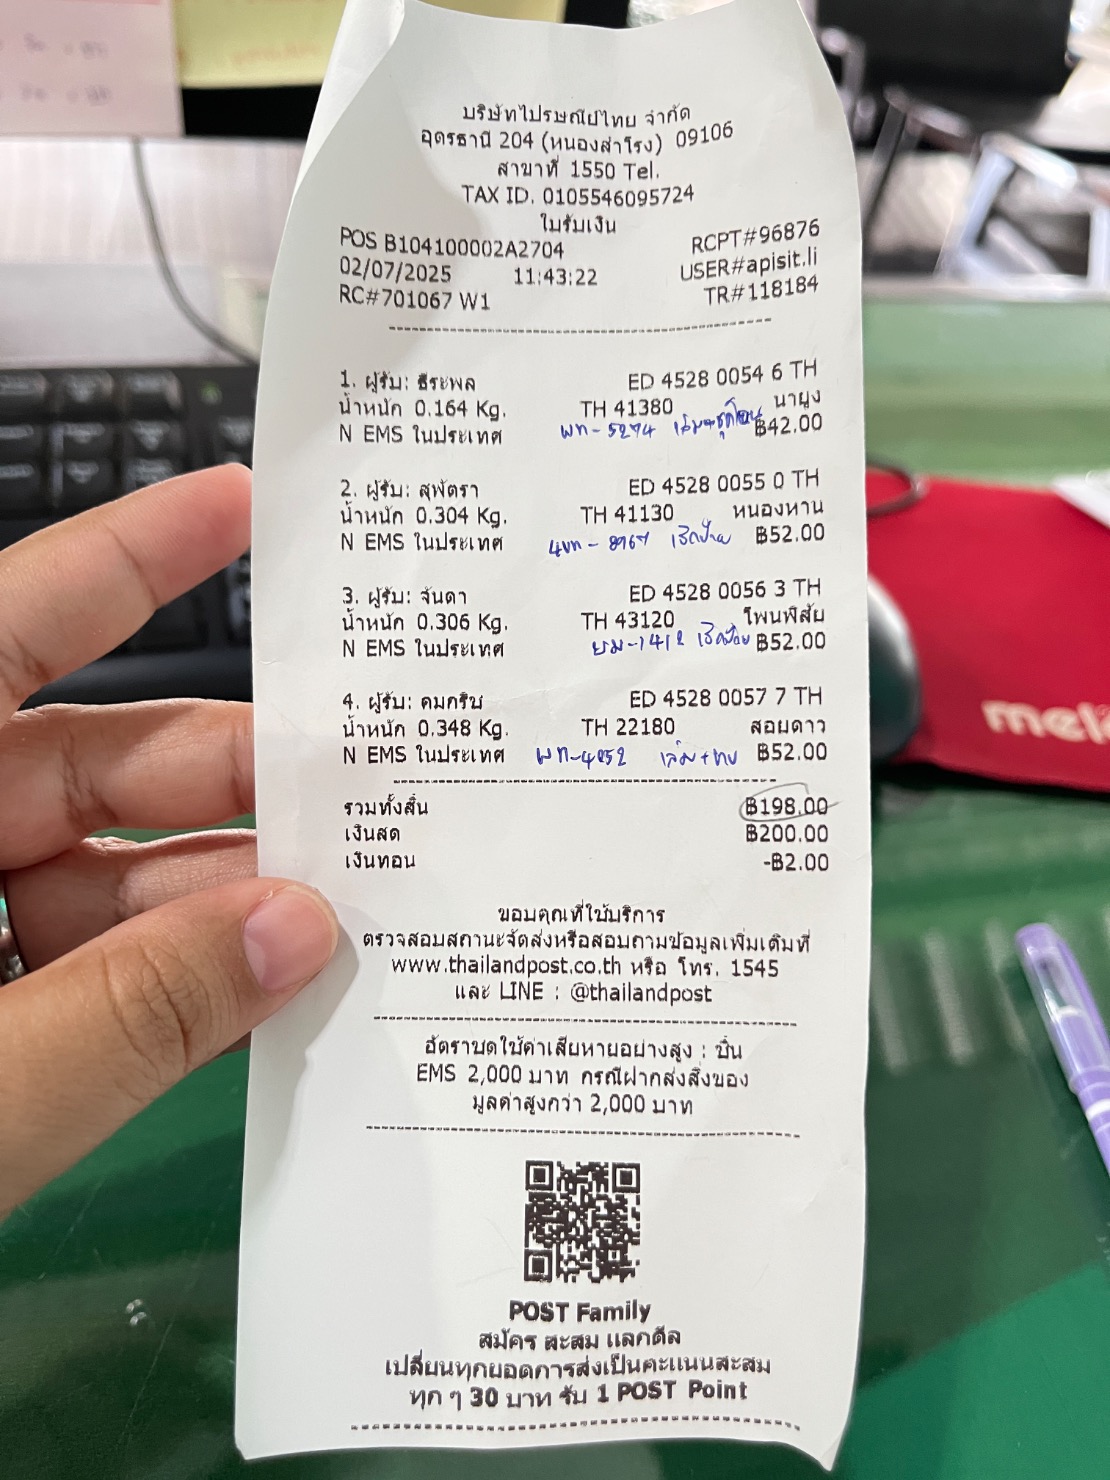 บริษัทไปรษณีย์ไทย จำกัด
อุดรธานี 204 (หนองสำโรง) 09106
สาขาที่ 1550 Tel.
TAX ID. 0105546095724
ใบรับเงิน
POS B104100002A2704 RCPT#96876
02/07/2025 11:43:22 USER#apisit.li
RC#701067 W1 TR#118184
1. ผู้รับ: ธีระพล ED 4528 0054 6 TH
น้ำหนัก 0.164 Kg. TH 41380 นายูง
N EMS ในประเทศ ผท-5274 ฿42.00
2. ผู้รับ: สุพัตรา ED 4528 0055 0 TH
น้ำหนัก 0.304 Kg. TH 41130 หนองหาน
N EMS ในประเทศ ฿52.00
3. ผู้รับ: จันดา ED 4528 0056 3 TH
น้ำหนัก 0.306 Kg. TH 43120 โพนพิสัย
N EMS ในประเทศ ฿52.00
4. ผู้รับ: คมกริช ED 4528 0057 7 TH
น้ำหนัก 0.348 Kg. TH 22180 สอยดาว
N EMS ในประเทศ ฿52.00
รวมทั้งสิ้น ฿198.00
เงินสด ฿200.00
เงินทอน -฿2.00
ขอบคุณที่ใช้บริการ
ตรวจสอบสถานะจัดส่งหรือสอบถามข้อมูลเพิ่มเติมที่
www.thailandpost.co.th หรือ โทร. 1545
และ LINE : @thailandpost
อัตราชดใช้ค่าเสียหายอย่างสูง : ชิ้น
EMS 2,000 บาท กรณีฝากส่งสิ่งของ
มูลค่าสูงกว่า 2,000 บาท
POST Family
สมัคร สะสม แลกดีล
เปลี่ยนทุกยอดการส่งเป็นคะแนนสะสม
ทุก ๆ 30 บาท รับ 1 POST Point